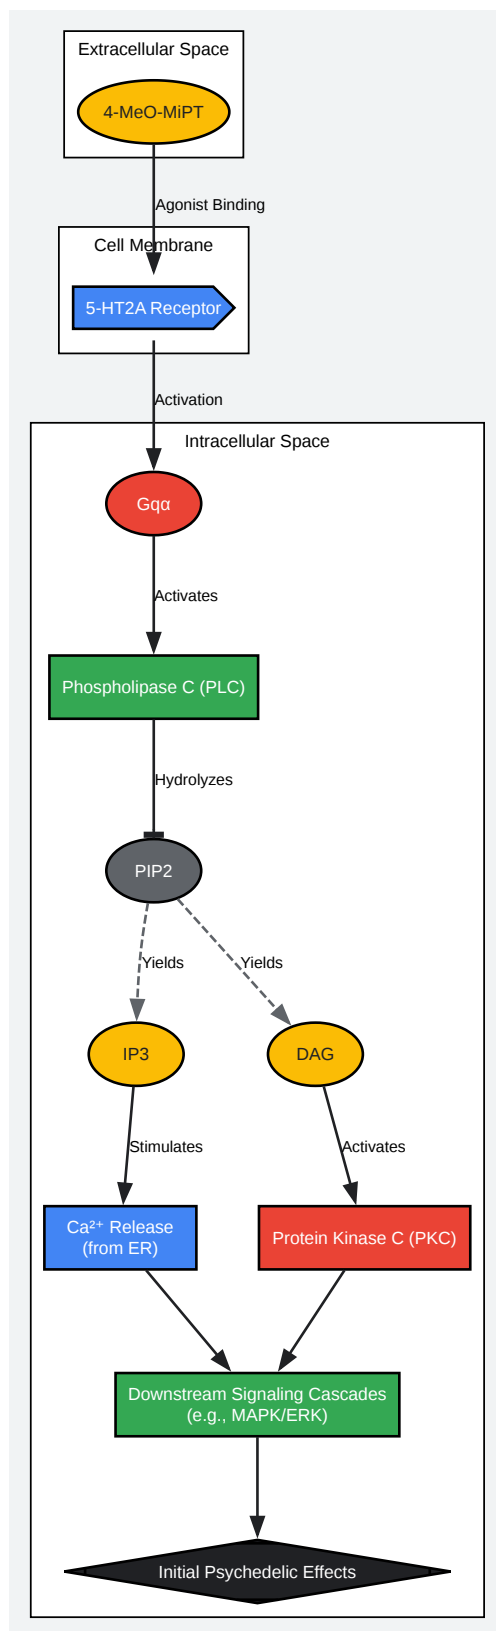 Extracellular Space
4-MeO-MiPT
Agonist Binding
Cell Membrane
5-HT2A Receptor
Activation
Intracellular Space
Gqα
Activates
Phospholipase C (PLC)
Hydrolyzes
PIP2
Yields
Yields
IP3
DAG
Stimulates
Activates
Ca²⁺ Release
(from ER)
Protein Kinase C (PKC)
Downstream Signaling Cascades
(e.g., MAPK/ERK)
Initial Psychedelic Effects